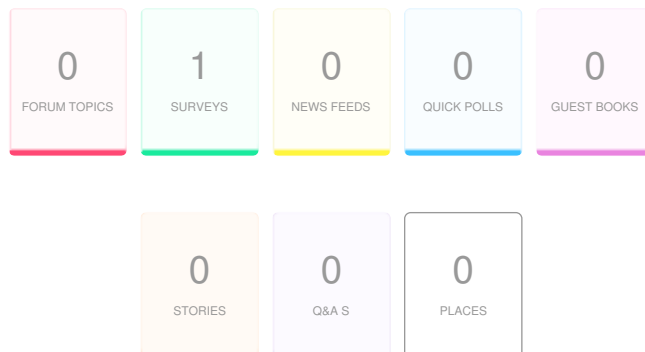 0 1 0 0 0
FORUM TOPICS SURVEYS NEWS FEEDS QUICK POLLS GUEST BOOKS
0 0 0
STORIES Q&A S PLACES